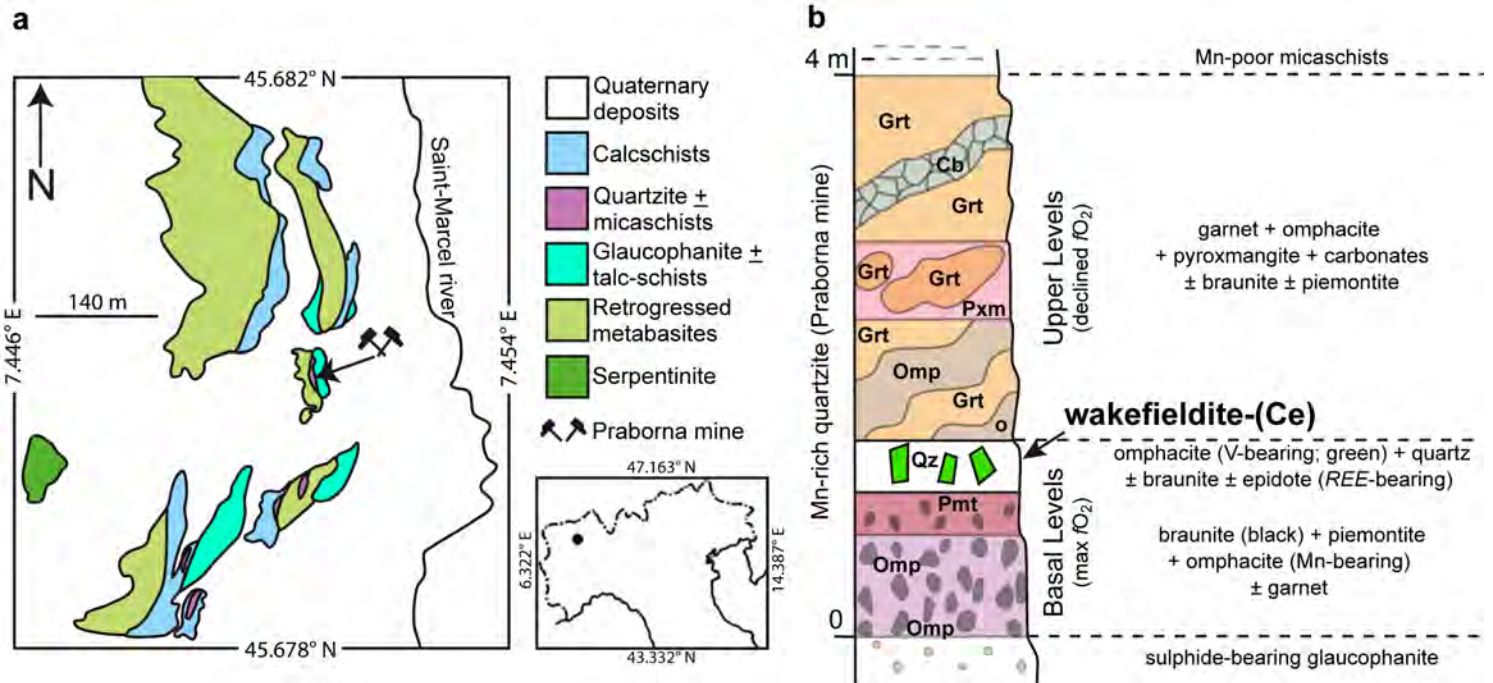 a
45.682° N
N
140 m
7.446° E
Saint-Marcel river
7.454° E
45.678° N
Quaternary
deposits
Calcschists
Quartzite ±
micaschists
Glaucophanite ±
talc-schists
Retrogressed
metabasites
Serpentinite
Praborna mine
47.163° N
6.322° E
14.387° E
43.332° N
b
4 m
0
Mn-rich quartzite (Praborna mine)
Grt
Cb
Grt
Grt
Grt
Pxm
Grt
Omp
Grt
o
Qz
Pmt
Omp
Omp
Upper Levels
(declined fO₂)
Basal Levels
(max fO₂)
Mn-poor micaschists
garnet + omphacite
+ pyroxmangite + carbonates
± braunite ± piemontite
wakefieldite-(Ce)
omphacite (V-bearing; green) + quartz
± braunite ± epidote (REE-bearing)
braunite (black) + piemontite
+ omphacite (Mn-bearing)
± garnet
sulphide-bearing glaucophanite